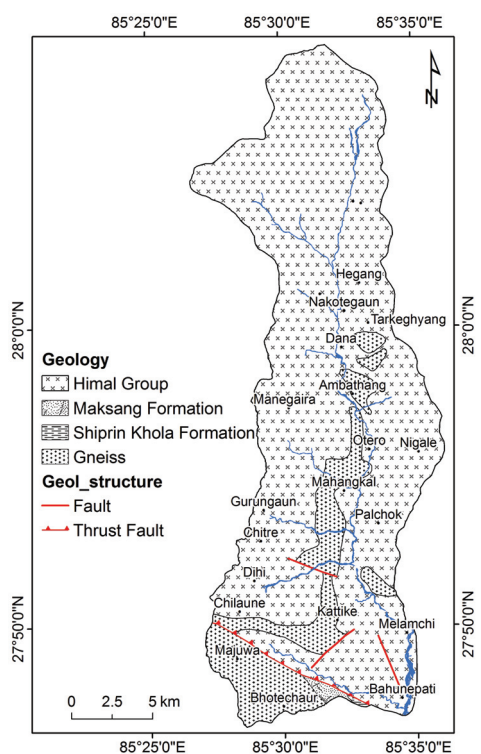 85°25'0"E 85°30'0"E 85°35'0"E
N
Hegang
Nakotegaun
Tarkeghyang
28°0'0"N 28°0'0"N
Dana
Geology
Himal Group
Maksang Formation
Shiprin Khola Formation
Gneiss
Geol_structure
Fault
Thrust Fault
Ambathang
Manegaira
Otero
Nigale
Mahangkal
Gurungaun
Palchok
Chitre
Dihi
Chilaune
Kattike
Melamchi
27°50'0"N 27°50'0"N
Majuwa
Bahunepati
Bhotechaur
0 2.5 5 km
85°25'0"E 85°30'0"E 85°35'0"E